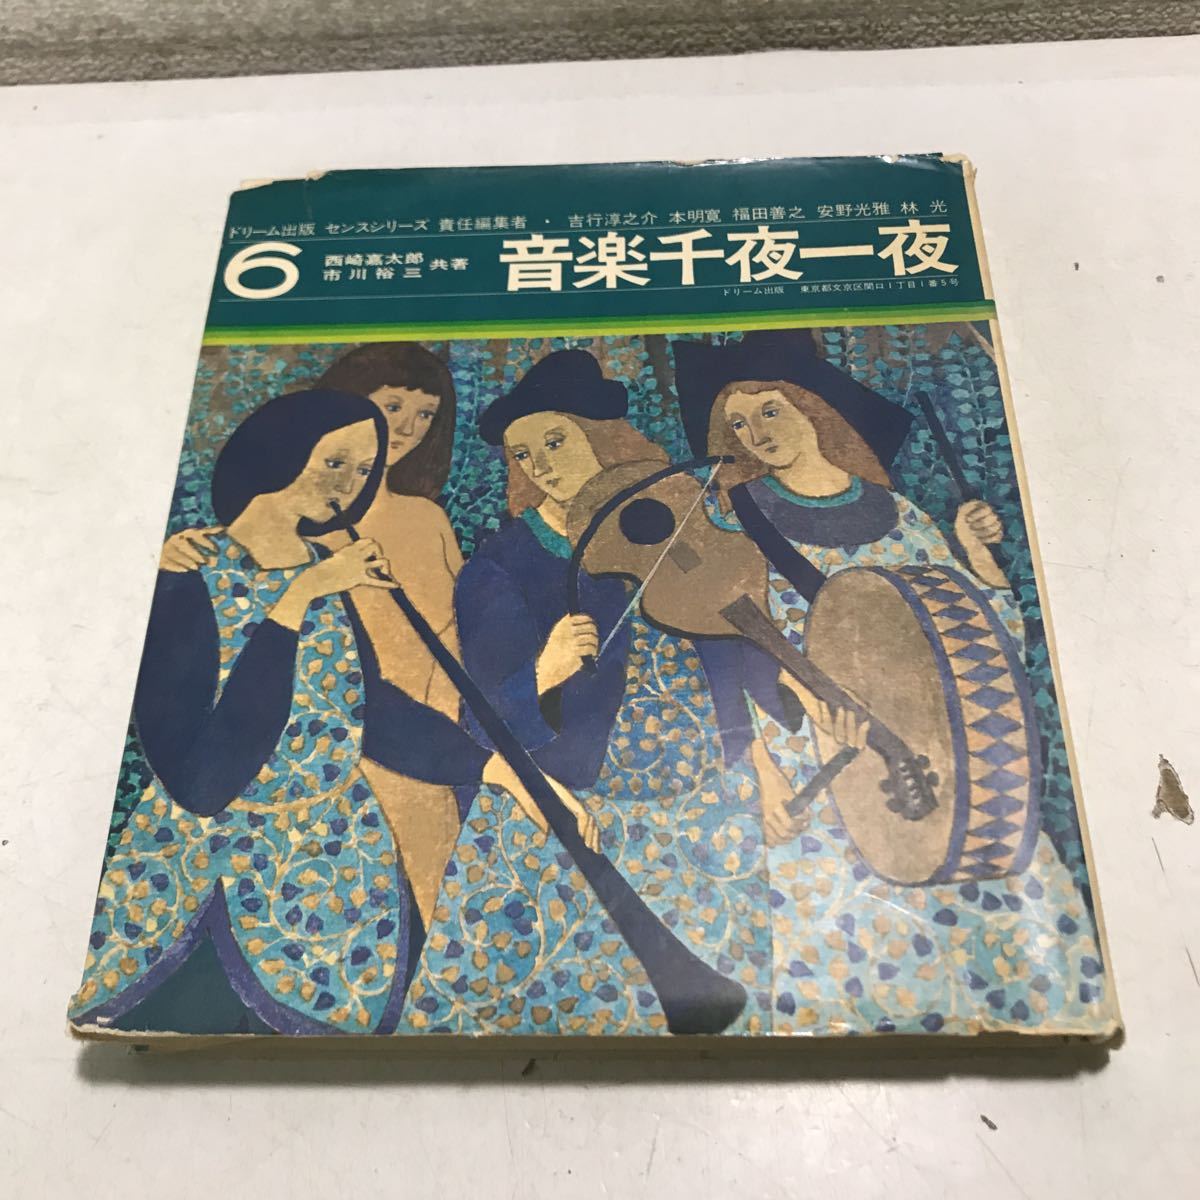 ドリーム出版 センスシリーズ 責任編集者・吉行淳之介 本明寛 福田善之 安野光雅 林光
6
西崎嘉太郎
市川裕三
共著
音楽千夜一夜
ドリーム出版 東京都文京区関口1丁目1番5号